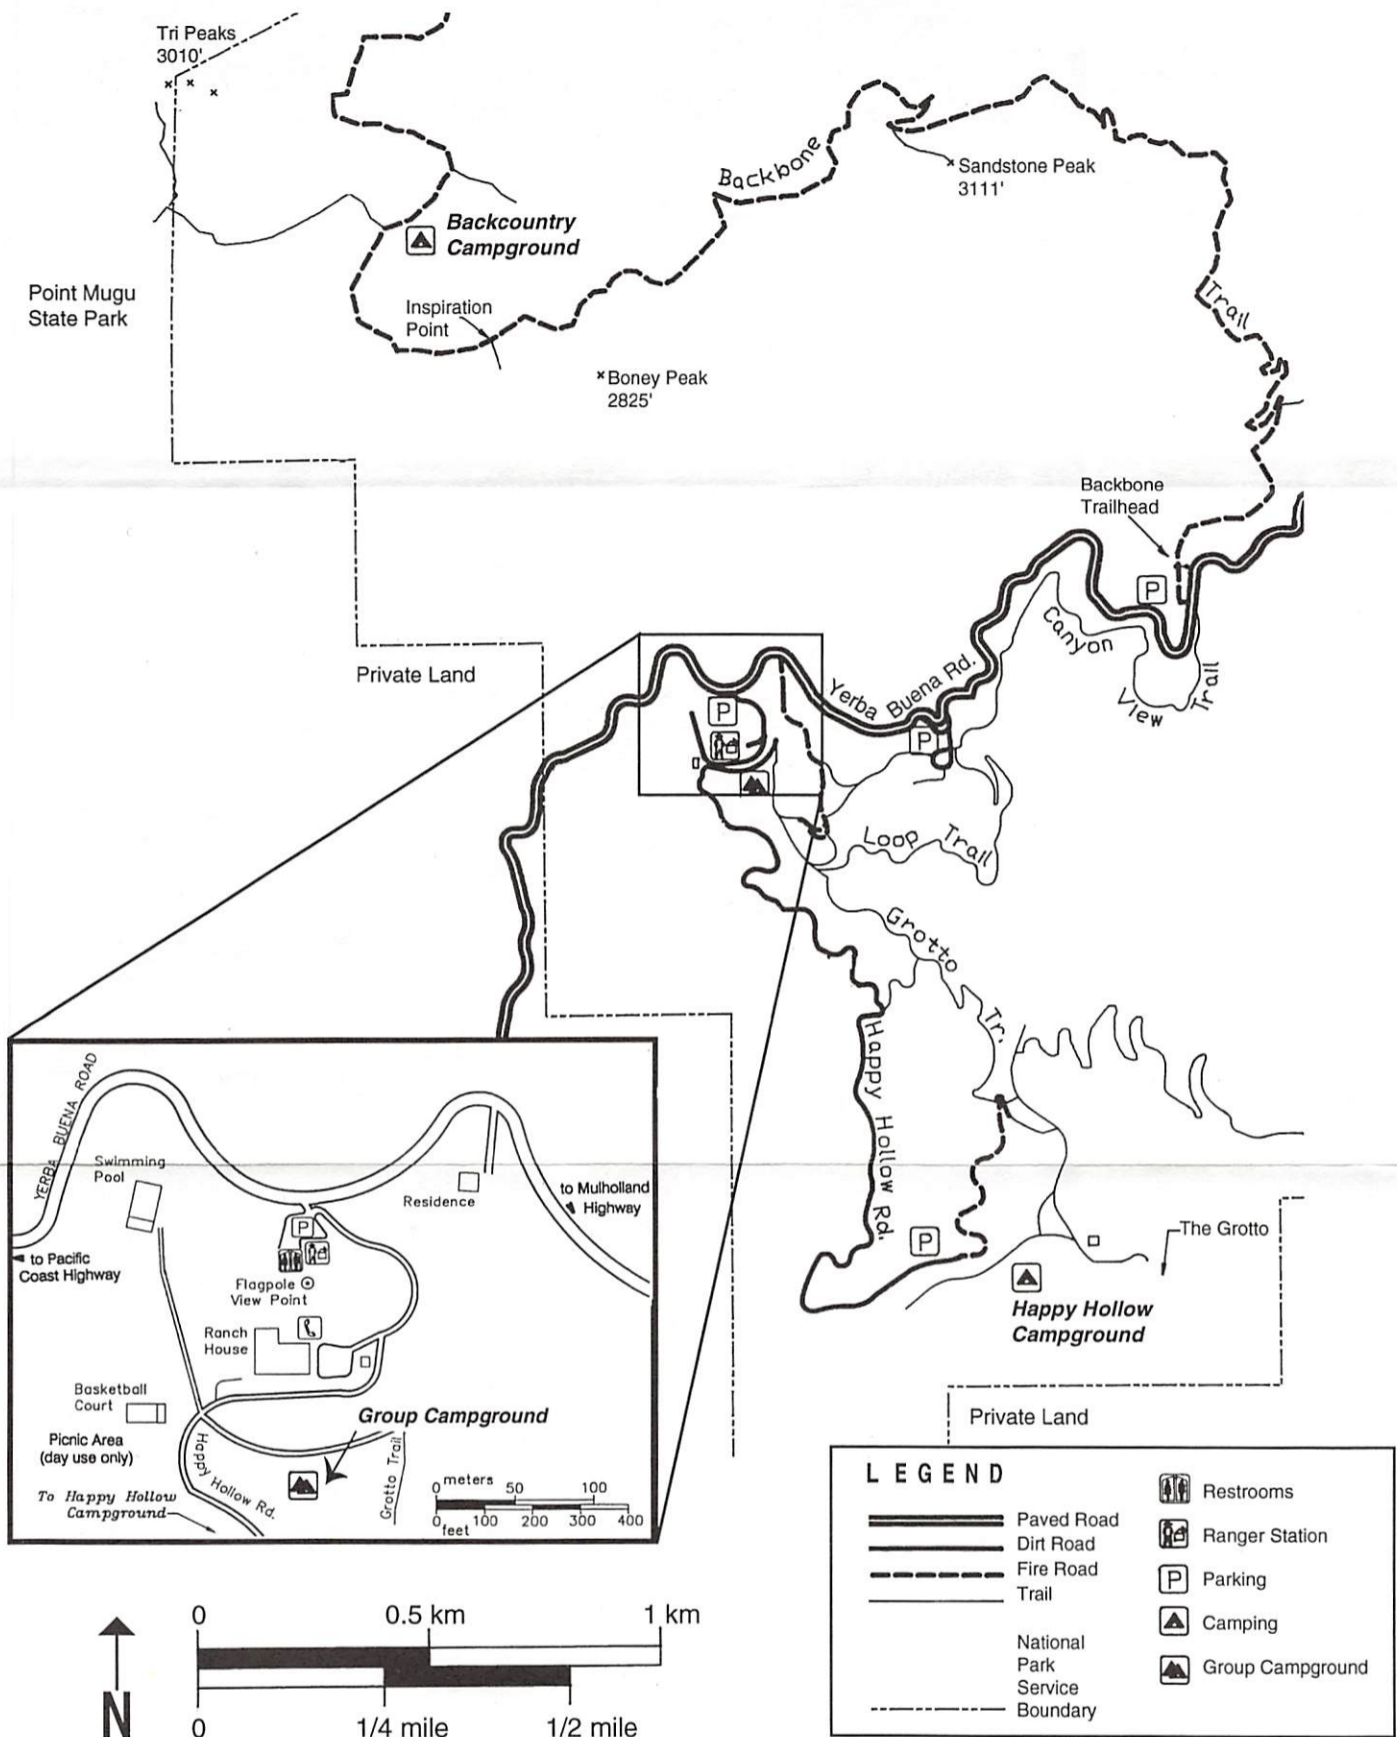 Tri Peaks
3010'
Backbone
Sandstone Peak
3111'
Backcountry
Campground
Point Mugu
State Park
Inspiration
Point
Trail
Boney Peak
2825'
Backbone
Trailhead
P
Canyon
View
Trail
Private Land
Yerba Buena Rd.
P
P
Loop Trail
Grotto
Tr.
Happy Hollow Rd.
P
The Grotto
Happy Hollow
Campground
Private Land
YERBA BUENA ROAD
Swimming
Pool
Residence
to Mulholland
Highway
to Pacific
Coast Highway
P
Flagpole
View Point
Ranch
House
Basketball
Court
Group Campground
Picnic Area
(day use only)
Happy Hollow Rd.
To Happy Hollow
Campground
Grotto Trail
meters
0 50 100
0 100 200 300 400
feet
LEGEND
Paved Road
Dirt Road
Fire Road
Trail
National
Park
Service
Boundary
Restrooms
Ranger Station
P Parking
Camping
Group Campground
0 0.5 km 1 km
N
0 1/4 mile 1/2 mile